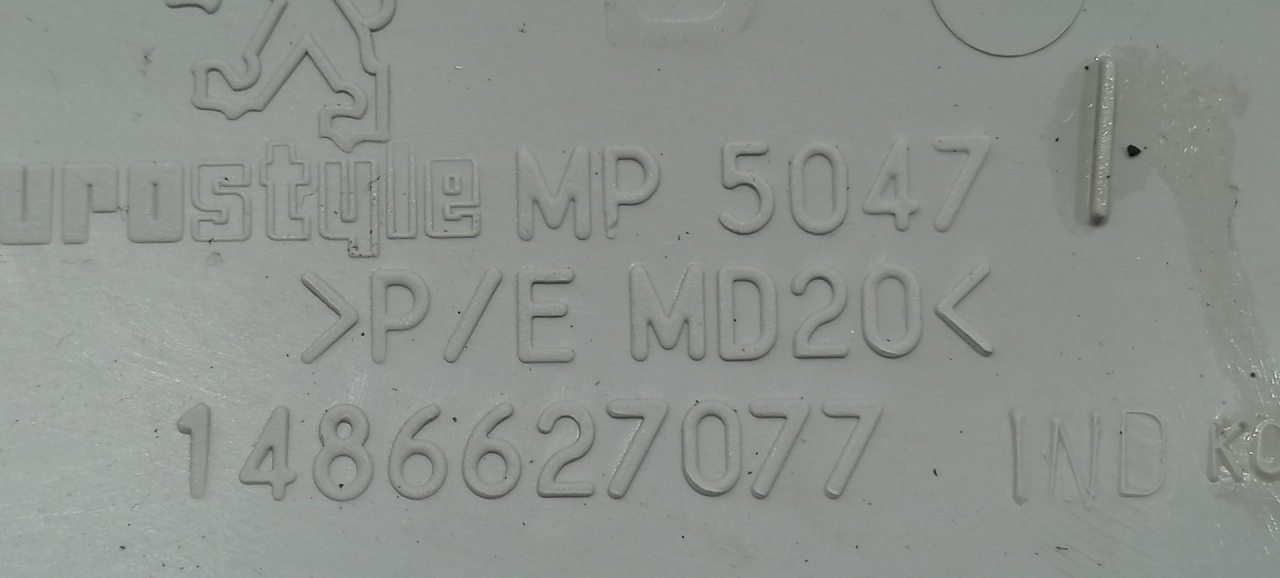 urostyle MP 5047
>P/E MD20<
1486627077 IND